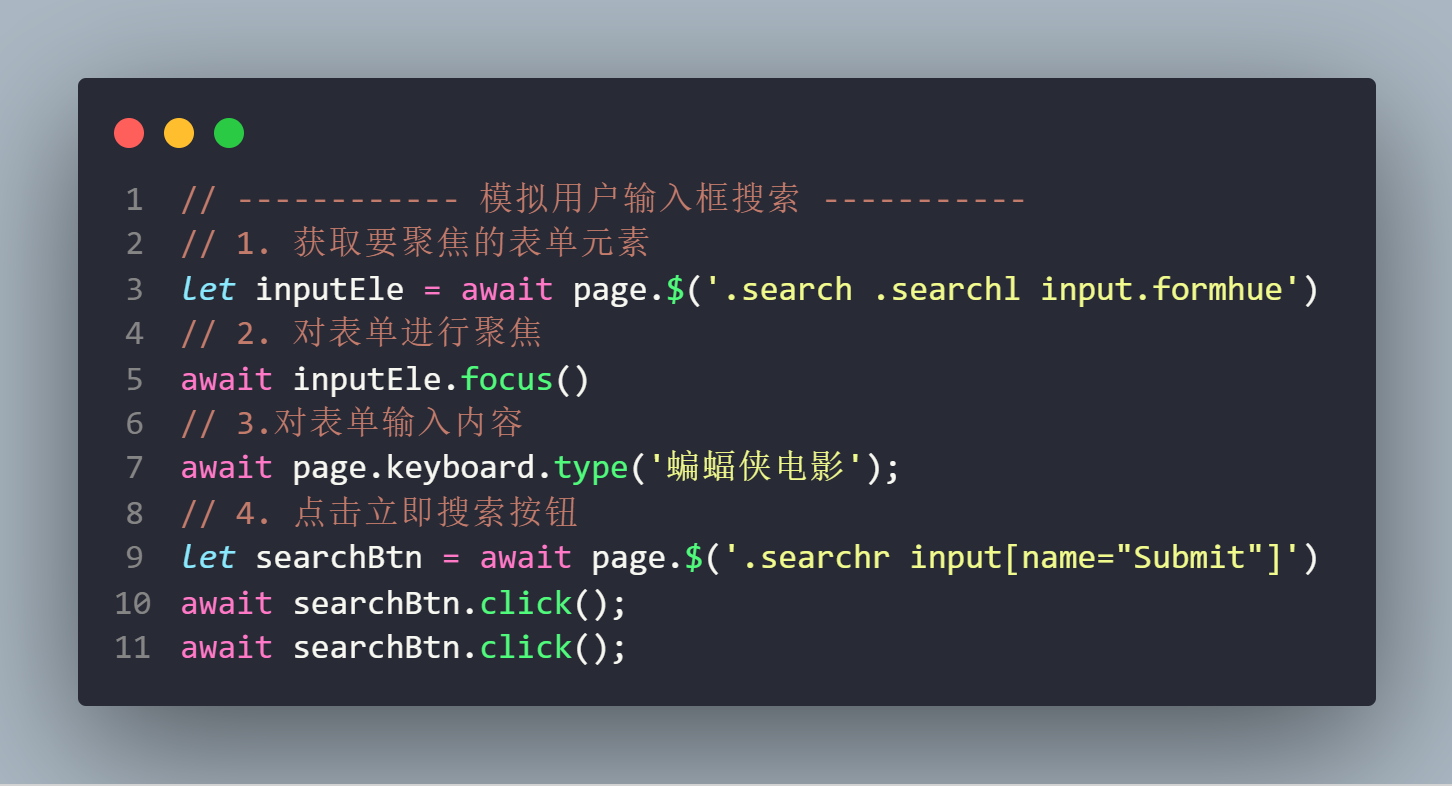 1 // ------------ 模拟用户输入框搜索 -----------
2 // 1. 获取要聚焦的表单元素
3 let inputEle = await page.$('.search .searchl input.formhue')
4 // 2. 对表单进行聚焦
5 await inputEle.focus()
6 // 3.对表单输入内容
7 await page.keyboard.type('蝙蝠侠电影');
8 // 4. 点击立即搜索按钮
9 let searchBtn = await page.$('.searchr input[name="Submit"]')
10 await searchBtn.click();
11 await searchBtn.click();